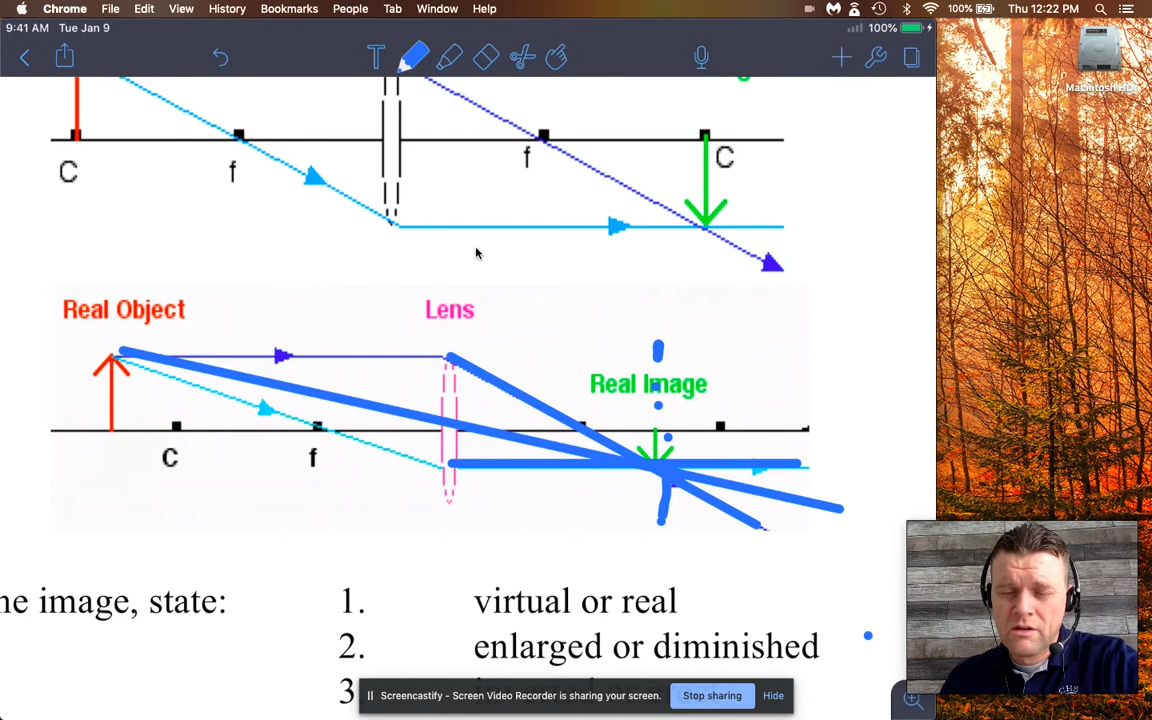 Chrome File Edit View History Bookmarks People Tab Window Help 100% Thu 12:22 PM
9:41 AM Tue Jan 9 100%
T
Macintosh HD
C f f C
Real Object Lens
Real Image
C f
he image, state: 1. virtual or real
2. enlarged or diminished
3
Screencastify - Screen Video Recorder is sharing your screen. Stop sharing Hide
CHS